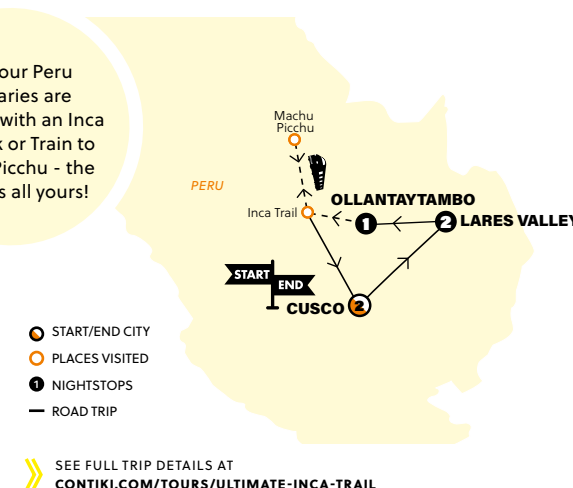 our Peru
aries are
with an Inca
or Train to
Picchu - the
s all yours!
Machu
Picchu
PERU
Inca Trail
OLLANTAYTAMBO
1
2 LARES VALLEY
START
END
CUSCO 2
START/END CITY
PLACES VISITED
1 NIGHTSTOPS
ROAD TRIP
SEE FULL TRIP DETAILS AT
CONTIKI.COM/TOURS/ULTIMATE-INCA-TRAIL